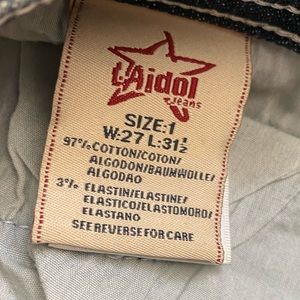 L'Aidol
Jeans
SIZE:1
W:27 L:31½
97% COTTON/COTON/
ALGODON/BAUMWOLLE/
ALGODAO
3% ELASTIN/ELASTINE/
ELASTICO/ELASTOMORO/
ELASTANO
SEE REVERSE FOR CARE